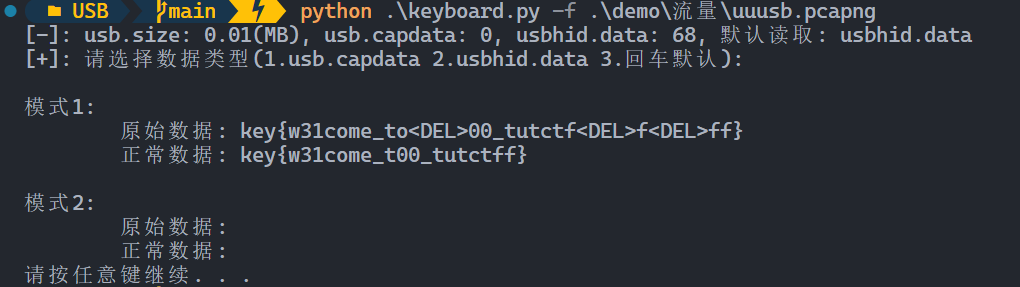 USB main python .\keyboard.py -f .\demo\流量\uuusb.pcapng
[-]: usb.size: 0.01(MB), usb.capdata: 0, usbhid.data: 68, 默认读取: usbhid.data
[+]: 请选择数据类型(1.usb.capdata 2.usbhid.data 3.回车默认):
模式1:
原始数据: key{w31come_to<DEL>00_tutctf<DEL>f<DEL>ff}
正常数据: key{w31come_t00_tutctff}
模式2:
原始数据:
正常数据:
请按任意键继续. . .